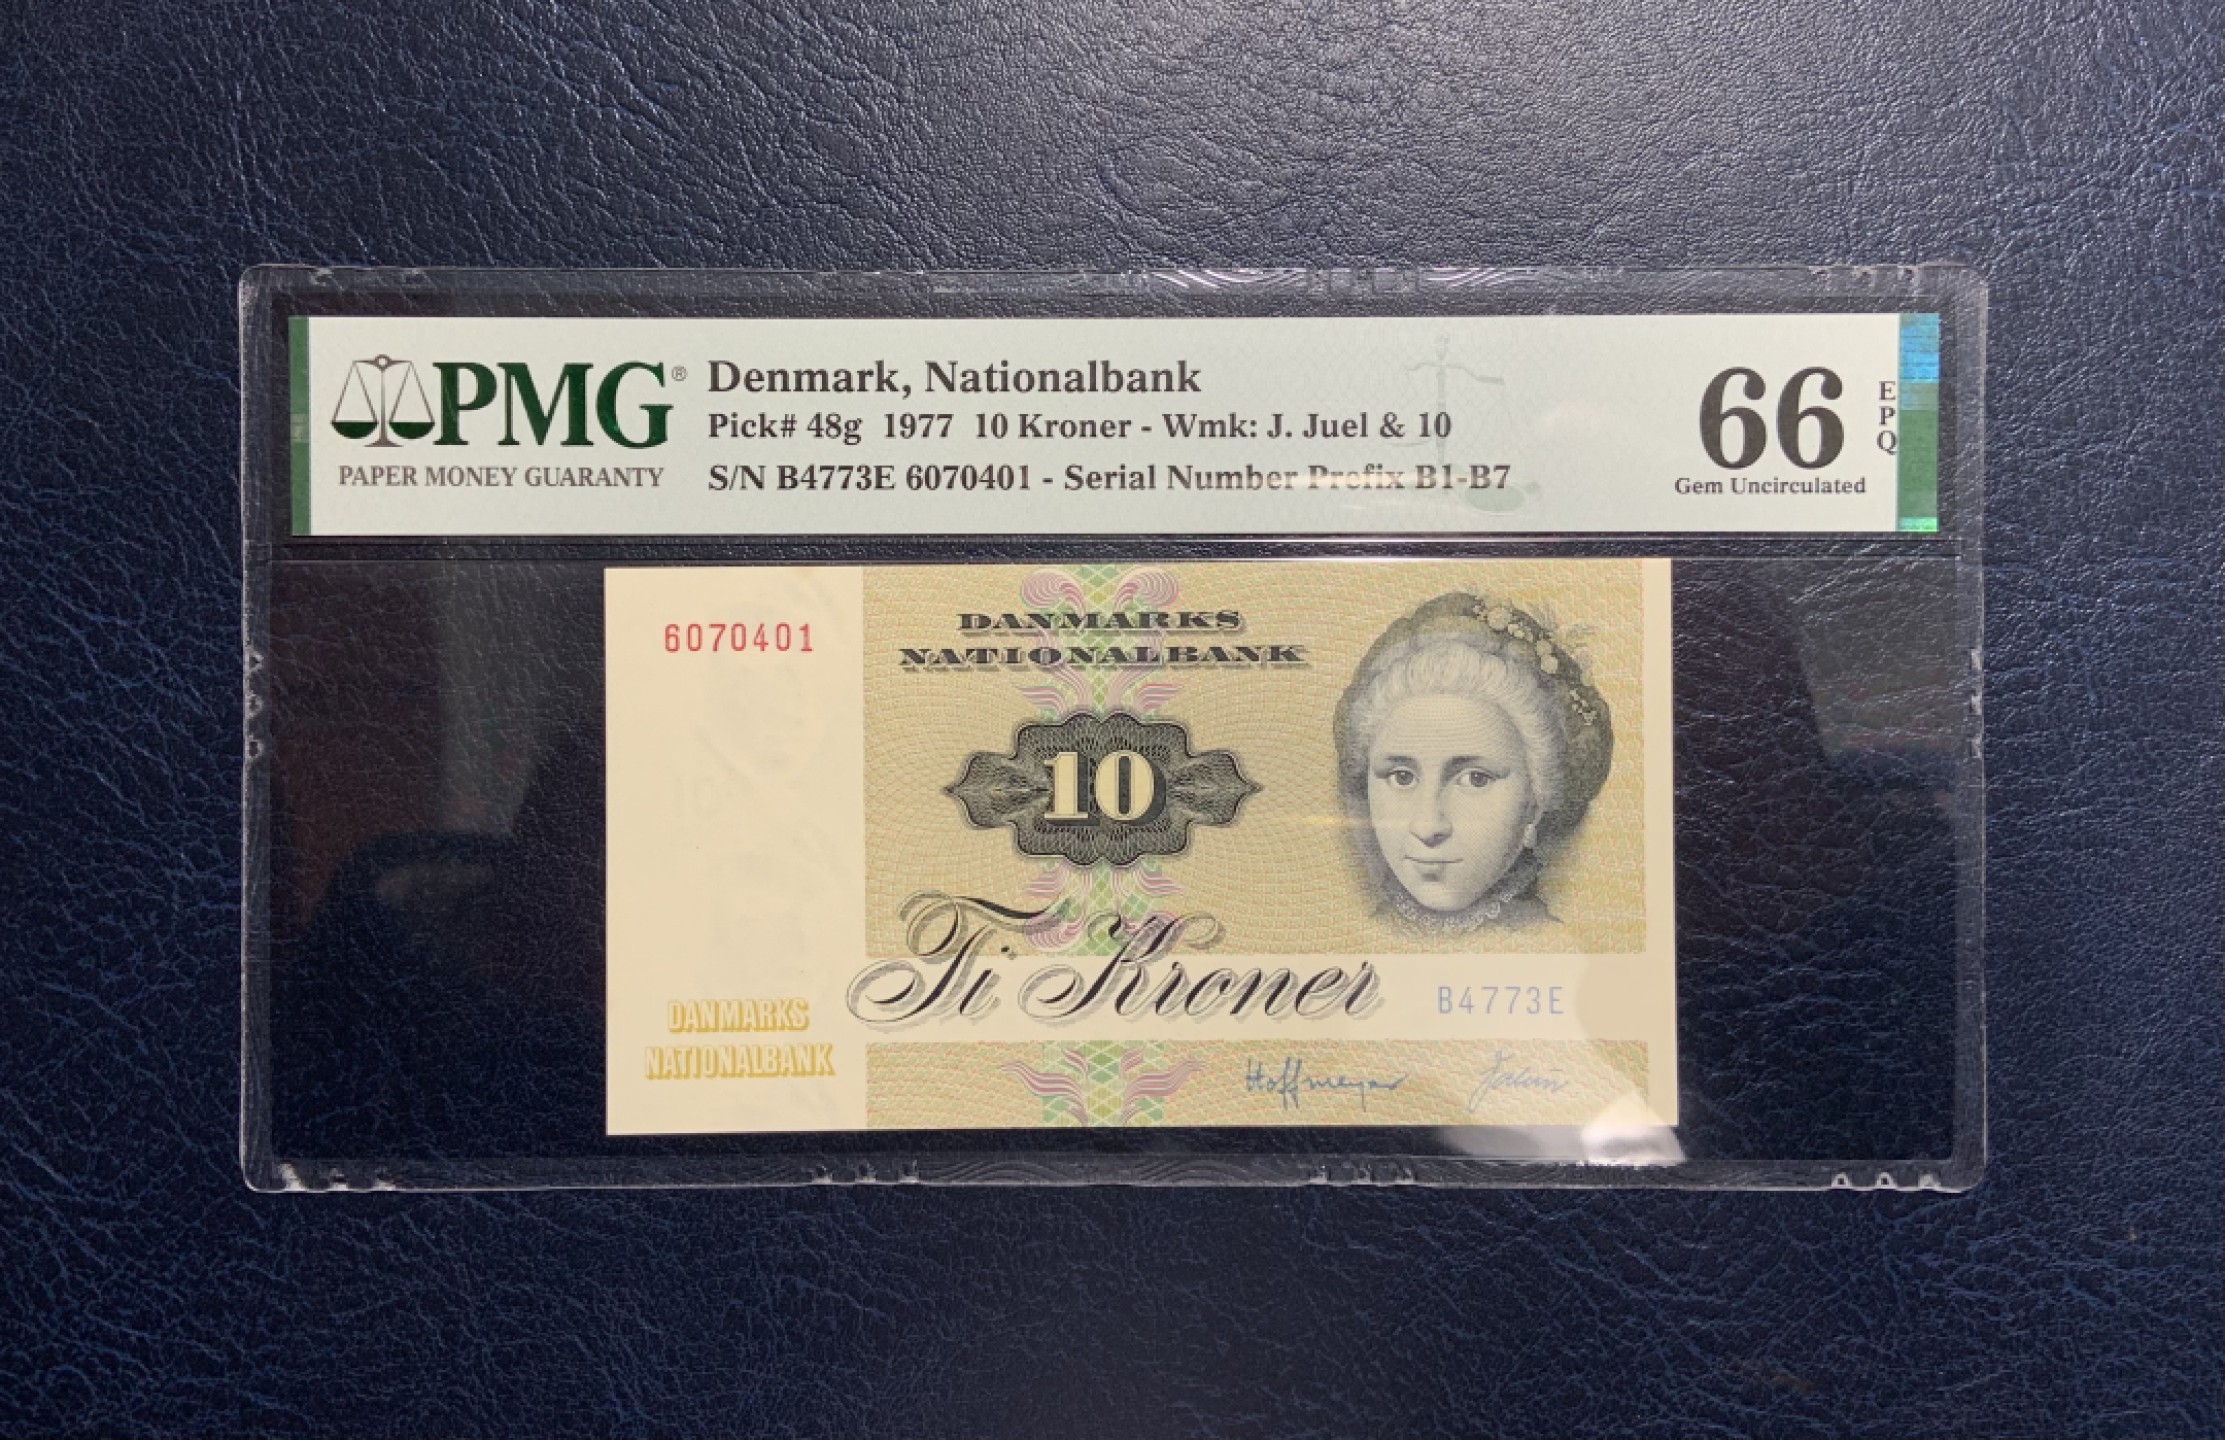 PMG®
PAPER MONEY GUARANTY
Denmark, Nationalbank
Pick# 48g 1977 10 Kroner - Wmk: J. Juel & 10
S/N B4773E 6070401 - Serial Number Prefix B1-B7
66
EPQ
Gem Uncirculated
6070401
DANMARKS
NATIONALBANK
10
Ti Kroner
B4773E
DANMARKS
NATIONALBANK
Hoffmeyer